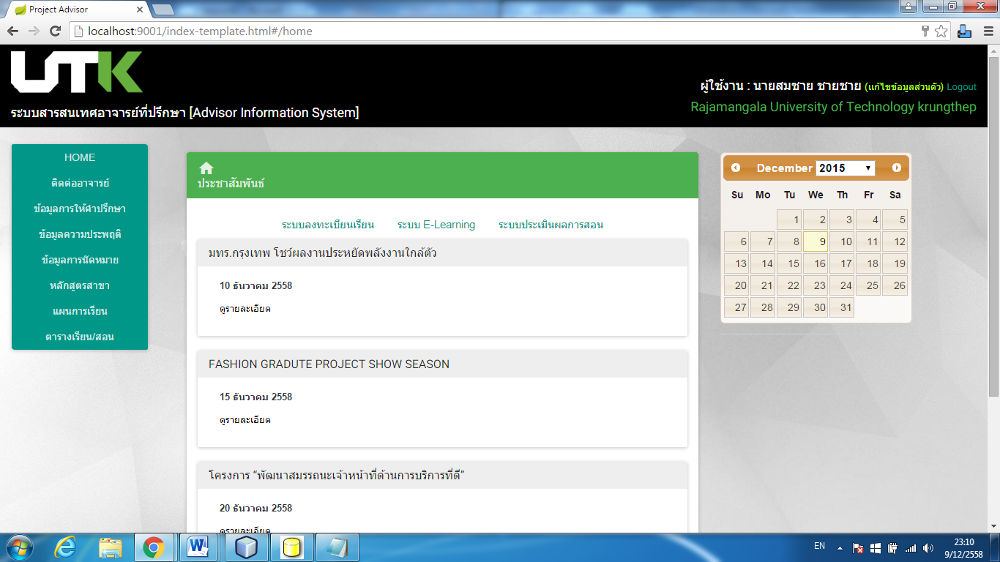 Project Advisor
localhost:9001/index-template.html#/home
UTK
ระบบสารสนเทศอาจารย์ที่ปรึกษา [Advisor Information System]
ผู้ใช้งาน : นายสมชาย ชายชาย (แก้ไขข้อมูลส่วนตัว) Logout
Rajamangala University of Technology krungthep
HOME
ติดต่ออาจารย์
ข้อมูลการให้คำปรึกษา
ข้อมูลความประพฤติ
ข้อมูลการนัดหมาย
หลักสูตรสาขา
แผนการเรียน
ตารางเรียน/สอน
ประชาสัมพันธ์
ระบบลงทะเบียนเรียน ระบบ E-Learning ระบบประเมินผลการสอน
มทร.กรุงเทพ โชว์ผลงานประหยัดพลังงานใกล้ตัว
10 ธันวาคม 2558
ดูรายละเอียด
FASHION GRADUTE PROJECT SHOW SEASON
15 ธันวาคม 2558
ดูรายละเอียด
โครงการ “พัฒนาสมรรถนะเจ้าหน้าที่ด้านการบริการที่ดี”
20 ธันวาคม 2558
ดูรายละเอียด
December 2015
Su Mo Tu We Th Fr Sa
1 2 3 4 5
6 7 8 9 10 11 12
13 14 15 16 17 18 19
20 21 22 23 24 25 26
27 28 29 30 31
EN
23:10
9/12/2558